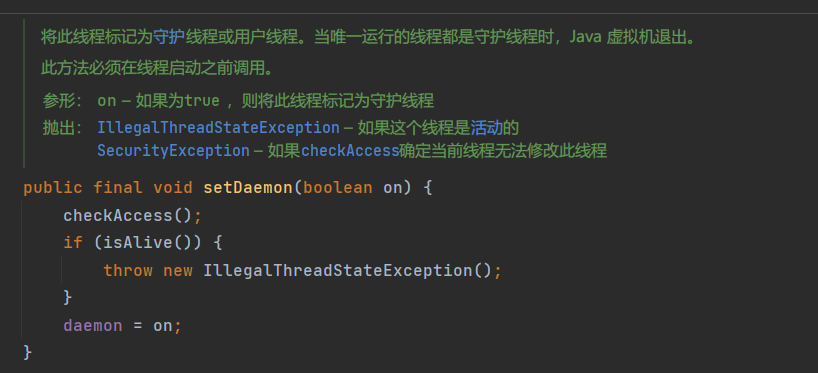 将此线程标记为守护线程或用户线程。当唯一运行的线程都是守护线程时，Java 虚拟机退出。
此方法必须在线程启动之前调用。
参形： on – 如果为true ，则将此线程标记为守护线程
抛出： IllegalThreadStateException – 如果这个线程是活动的
SecurityException – 如果checkAccess确定当前线程无法修改此线程
public final void setDaemon(boolean on) {
    checkAccess();
    if (isAlive()) {
        throw new IllegalThreadStateException();
    }
    daemon = on;
}